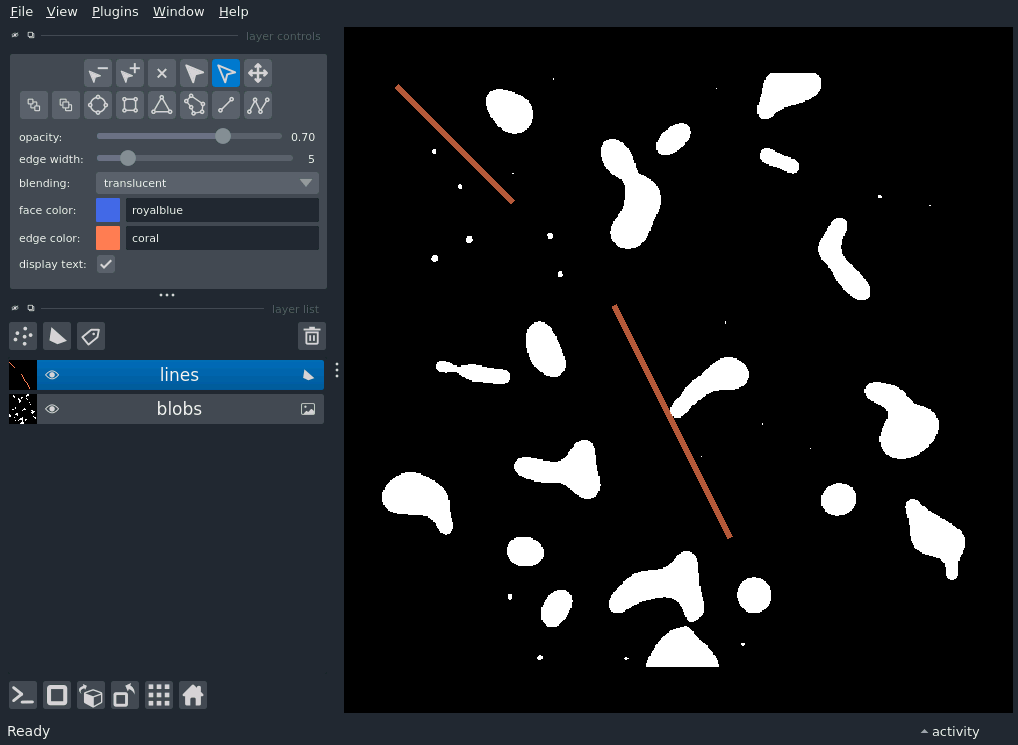 File View Plugins Window Help
layer controls
opacity: 0.70
edge width: 5
blending: translucent
face color: royalblue
edge color: coral
display text:
layer list
lines
blobs
Ready
activity